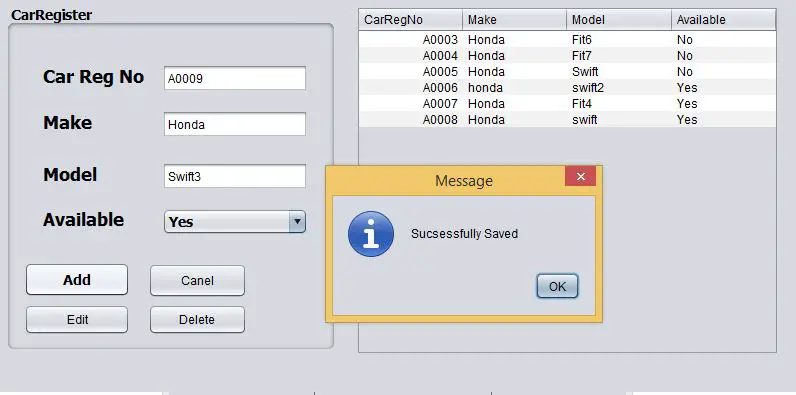 CarRegister
Car Reg No A0009
Make Honda
Model Swift3
Available Yes
Add Canel
Edit Delete
CarRegNo Make Model Available
A0003 Honda Fit6 No
A0004 Honda Fit7 No
A0005 Honda Swift No
A0006 honda swift2 Yes
A0007 Honda Fit4 Yes
A0008 Honda swift Yes
Message
Sucsessfully Saved
OK